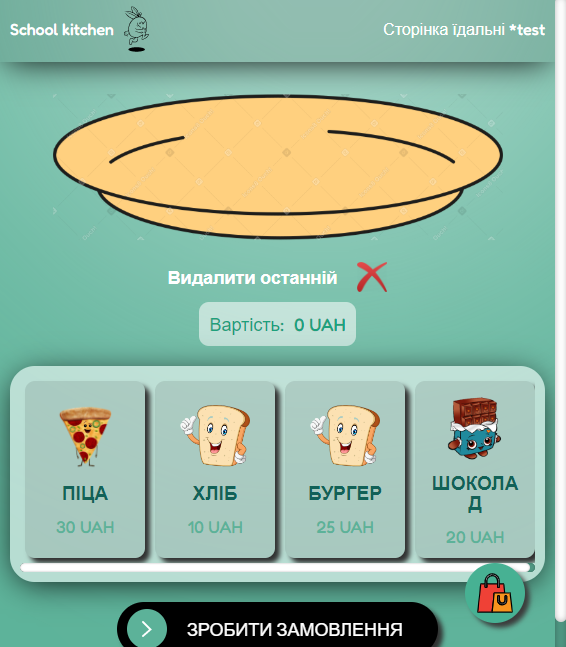 School kitchen
Сторінка їдальні *test
Видалити останній
Вартість: 0 UAH
ПІЦА
30 UAH
ХЛІБ
10 UAH
БУРГЕР
25 UAH
ШОКОЛА
Д
20 UAH
ЗРОБИТИ ЗАМОВЛЕННЯ